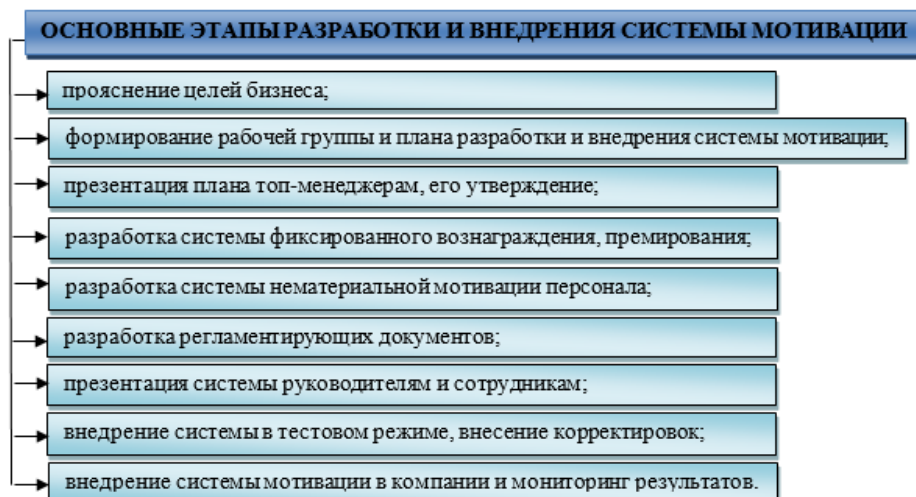 ОСНОВНЫЕ ЭТАПЫ РАЗРАБОТКИ И ВНЕДРЕНИЯ СИСТЕМЫ МОТИВАЦИИ
прояснение целей бизнеса;
формирование рабочей группы и плана разработки и внедрения системы мотивации;
презентация плана топ-менеджерам, его утверждение;
разработка системы фиксированного вознаграждения, премирования;
разработка системы нематериальной мотивации персонала;
разработка регламентирующих документов;
презентация системы руководителям и сотрудникам;
внедрение системы в тестовом режиме, внесение корректировок;
внедрение системы мотивации в компании и мониторинг результатов.